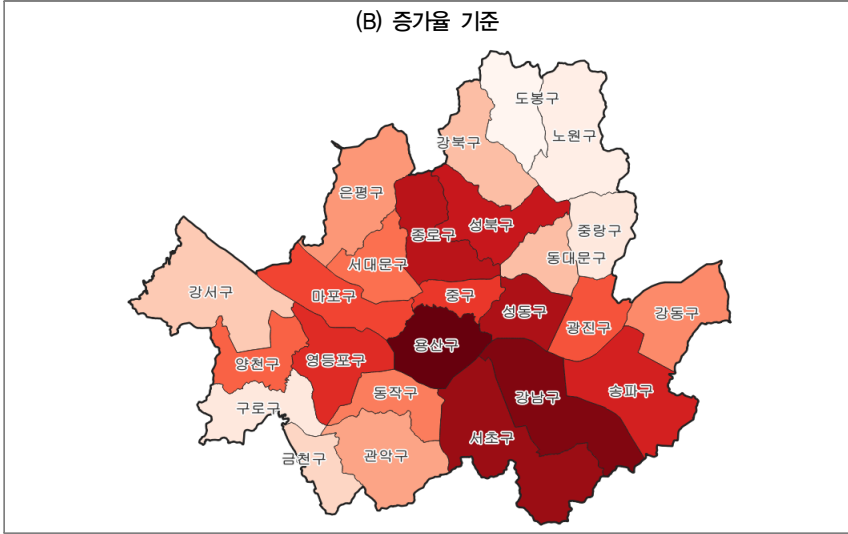 (B) 증가율 기준
도봉구
노원구
강북구
은평구
성북구
종로구
중랑구
동대문구
서대문구
강서구
마포구
중구
성동구
광진구
강동구
용산구
영등포구
양천구
동작구
송파구
강남구
구로구
서초구
관악구
금천구